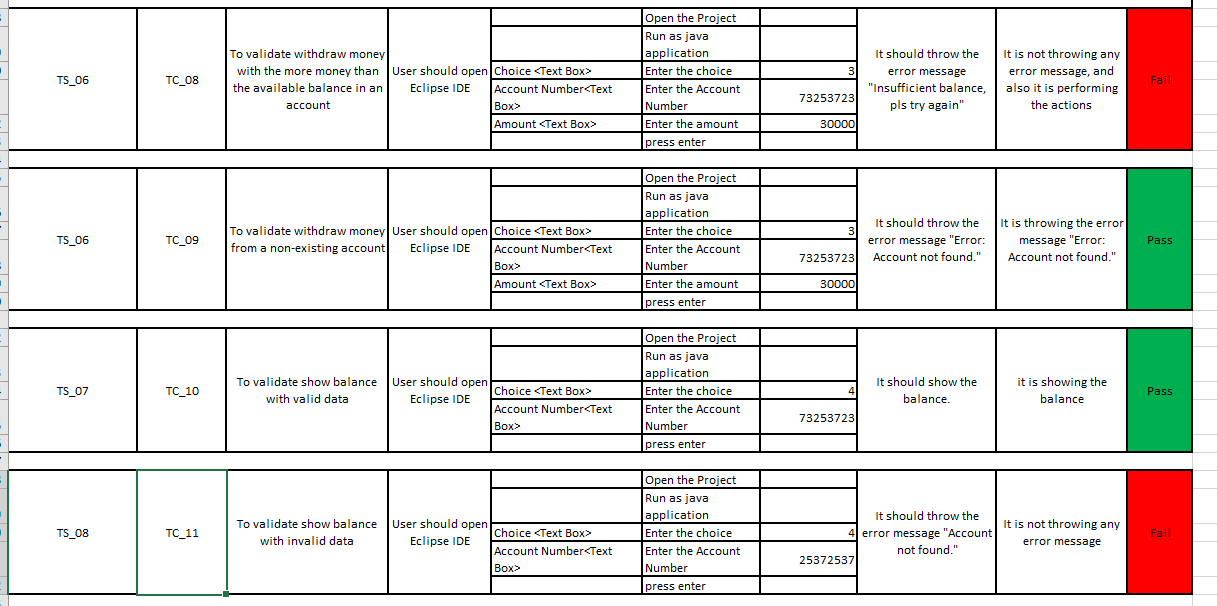 Open the Project
Run as java
application
TS_06
TC_08
To validate withdraw money
with the more money than
the available balance in an
account
User should open
Eclipse IDE
Choice <Text Box>
Enter the choice
3
Account Number<Text
Box>
Enter the Account
Number
73253723
Amount <Text Box>
Enter the amount
30000
press enter
It should throw the
error message
"Insufficient balance,
pls try again"
It is not throwing any
error message, and
also it is performing
the actions
Fail
Open the Project
Run as java
application
TS_06
TC_09
To validate withdraw money
from a non-existing account
User should open
Eclipse IDE
Choice <Text Box>
Enter the choice
3
Account Number<Text
Box>
Enter the Account
Number
73253723
Amount <Text Box>
Enter the amount
30000
press enter
It should throw the
error message "Error:
Account not found."
It is throwing the error
message "Error:
Account not found."
Pass
Open the Project
Run as java
application
TS_07
TC_10
To validate show balance
with valid data
User should open
Eclipse IDE
Choice <Text Box>
Enter the choice
4
Account Number<Text
Box>
Enter the Account
Number
73253723
press enter
It should show the
balance.
it is showing the
balance
Pass
Open the Project
Run as java
application
TS_08
TC_11
To validate show balance
with invalid data
User should open
Eclipse IDE
Choice <Text Box>
Enter the choice
4
Account Number<Text
Box>
Enter the Account
Number
25372537
press enter
It should throw the
error message "Account
not found."
It is not throwing any
error message
Fail